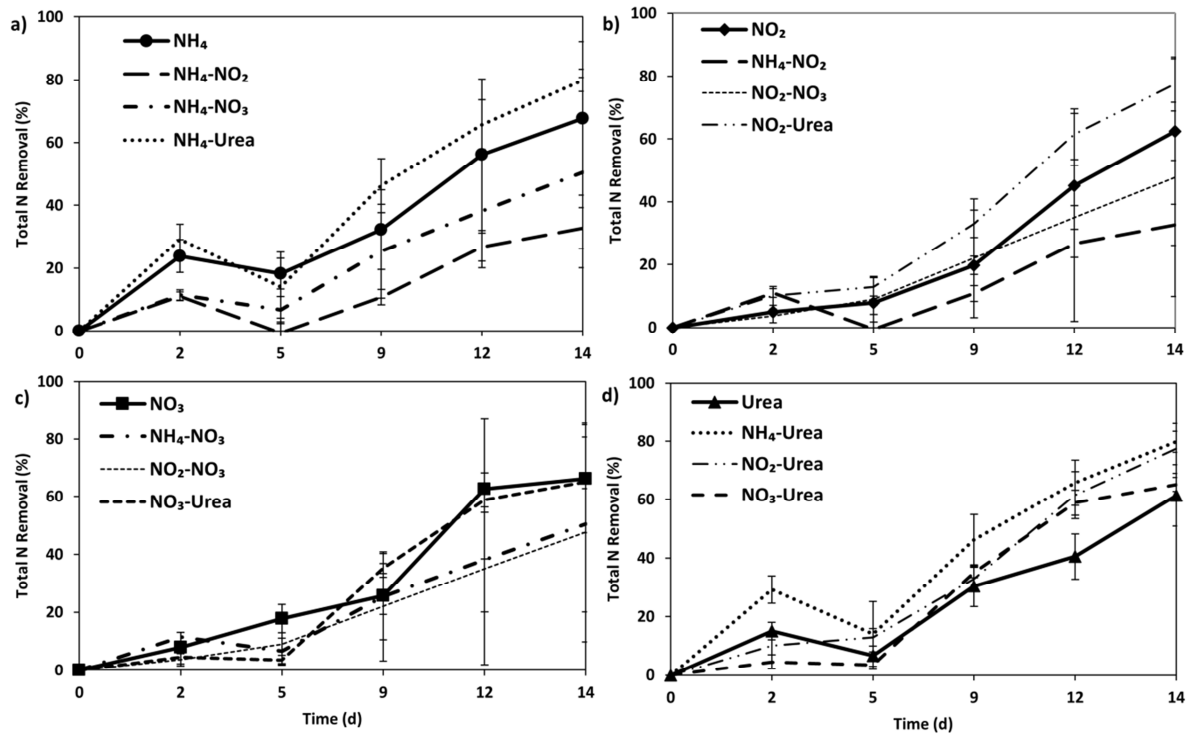 a)
Total N Removal (%)
100
80
60
40
20
0
NH₄
NH₄-NO₂
NH₄-NO₃
NH₄-Urea
0 2 5 9 12 14
b)
Total N Removal (%)
100
80
60
40
20
0
NO₂
NH₄-NO₂
NO₂-NO₃
NO₂-Urea
0 2 5 9 12 14
c)
Total N Removal (%)
100
80
60
40
20
0
NO₃
NH₄-NO₃
NO₂-NO₃
NO₃-Urea
0 2 5 9 12 14
Time (d)
d)
Total N Removal (%)
100
80
60
40
20
0
Urea
NH₄-Urea
NO₂-Urea
NO₃-Urea
0 2 5 9 12 14
Time (d)